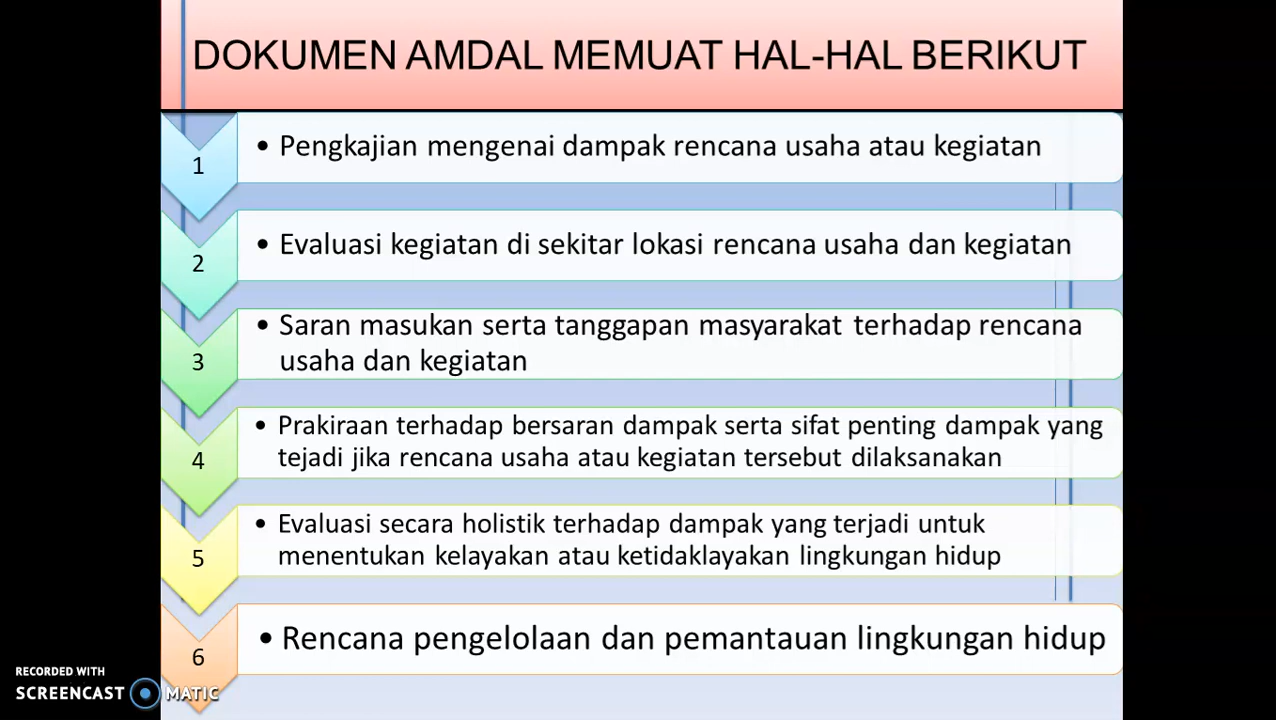 DOKUMEN AMDAL MEMUAT HAL-HAL BERIKUT
1
• Pengkajian mengenai dampak rencana usaha atau kegiatan
2
• Evaluasi kegiatan di sekitar lokasi rencana usaha dan kegiatan
3
• Saran masukan serta tanggapan masyarakat terhadap rencana
usaha dan kegiatan
4
• Prakiraan terhadap bersaran dampak serta sifat penting dampak yang
tejadi jika rencana usaha atau kegiatan tersebut dilaksanakan
5
• Evaluasi secara holistik terhadap dampak yang terjadi untuk
menentukan kelayakan atau ketidaklayakan lingkungan hidup
6
• Rencana pengelolaan dan pemantauan lingkungan hidup
RECORDED WITH
SCREENCAST MATIC